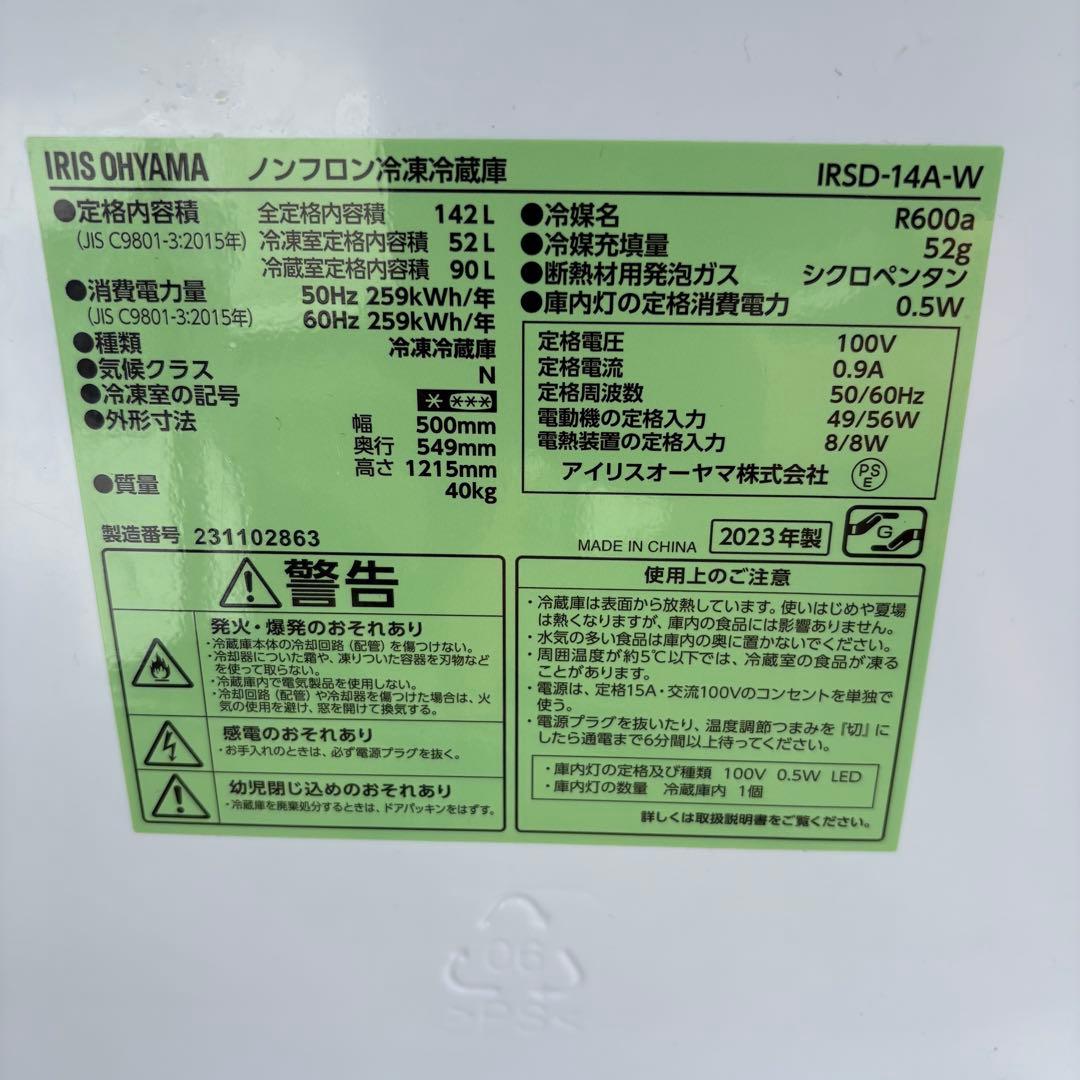 IRIS OHYAMA ノンフロン冷凍冷蔵庫 IRSD-14A-W
●定格内容積 全定格内容積 142L
(JIS C9801-3:2015年) 冷凍室定格内容積 52L
冷蔵室定格内容積 90L
●消費電力量 50Hz 259kWh/年
(JIS C9801-3:2015年) 60Hz 259kWh/年
●種類 冷凍冷蔵庫
●気候クラス N
●冷凍室の記号
●外形寸法 幅 500mm
奥行 549mm
高さ 1215mm
●質量 40kg
製造番号 231102863
●冷媒名 R600a
●冷媒充填量 52g
●断熱材用発泡ガス シクロペンタン
●庫内灯の定格消費電力 0.5W
定格電圧 100V
定格電流 0.9A
定格周波数 50/60Hz
電動機の定格入力 49/56W
電熱装置の定格入力 8/8W
アイリスオーヤマ株式会社 PSE
MADE IN CHINA 2023年製 G
警告
発火・爆発のおそれあり
・冷蔵庫本体の冷却回路(配管)を傷つけない。
・冷却器についた霜や、凍りついた容器を刃物など
を使って取らない。
・冷蔵庫内で電気製品を使用しない。
・冷却回路(配管)や冷却器を傷つけた場合は、火
気の使用を避け、窓を開けて換気する。
感電のおそれあり
・お手入れのときは、必ず電源プラグを抜く。
幼児閉じ込めのおそれあり
・冷蔵庫を廃棄処分するときは、ドアパッキンをはずす。
使用上のご注意
・冷蔵庫は表面から放熱しています。使いはじめや夏場
は熱くなりますが、庫内の食品には影響ありません。
・水気の多い食品は庫内の奥に置かないでください。
・周囲温度が約5℃以下では、冷蔵室の食品が凍る
ことがあります。
・電源は、定格15A・交流100Vのコンセントを単独で
使う。
・電源プラグを抜いたり、温度調節つまみを『切』に
したら通電まで6分間以上待ってください。
・庫内灯の定格及び種類 100V 0.5W LED
・庫内灯の数量 冷蔵庫内 1個
詳しくは取扱説明書をご覧ください。
06
>PS<